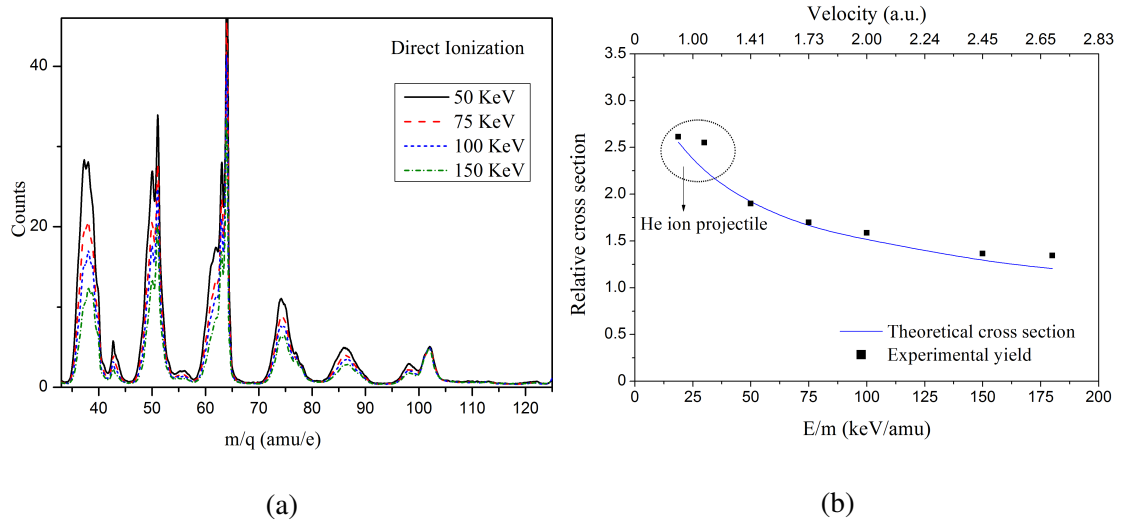 Direct Ionization
50 KeV
75 KeV
100 KeV
150 KeV
Counts
0
20
40
40 50 60 70 80 90 100 110 120
m/q (amu/e)
(a)
Velocity (a.u.)
0 1.00 1.41 1.73 2.00 2.24 2.45 2.65 2.83
Relative cross section
3.5
3.0
2.5
2.0
1.5
1.0
0.5
0
He ion projectile
Theoretical cross section
Experimental yield
0 25 50 75 100 125 150 175 200
E/m (keV/amu)
(b)